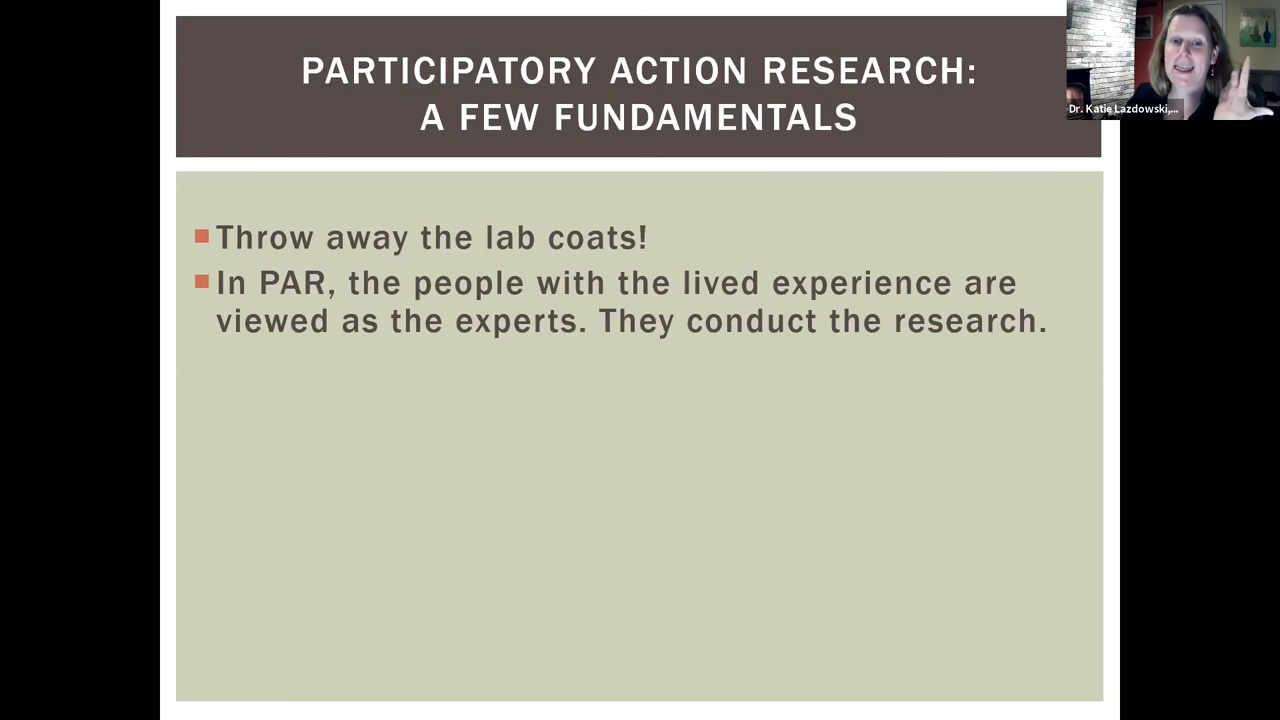 PARTICIPATORY ACTION RESEARCH:
A FEW FUNDAMENTALS
Dr. Katie Lazdowski,...
Throw away the lab coats!
In PAR, the people with the lived experience are
viewed as the experts. They conduct the research.